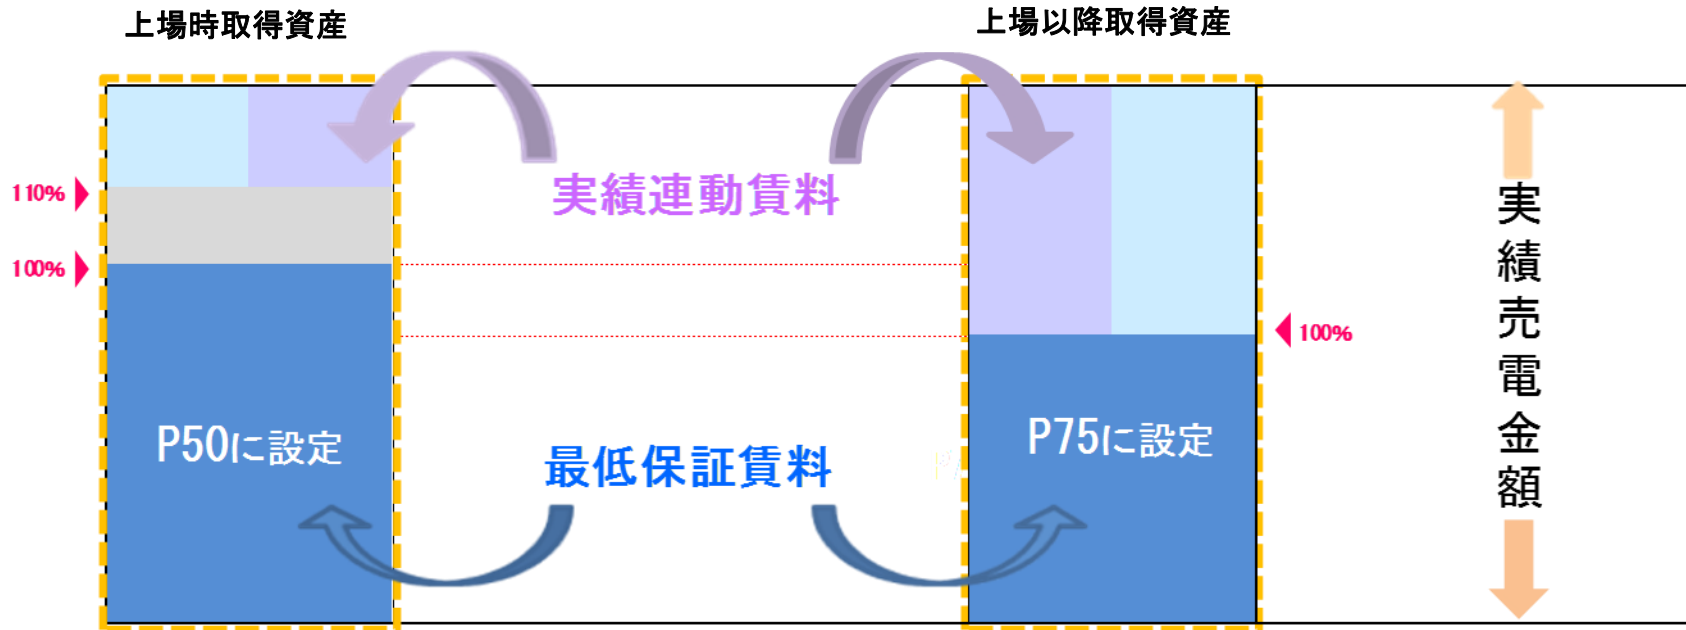 上場時取得資産
上場以降取得資産
110%
実績連動賃料
100%
100%
P50に設定
最低保証賃料
P75に設定
実績売電金額